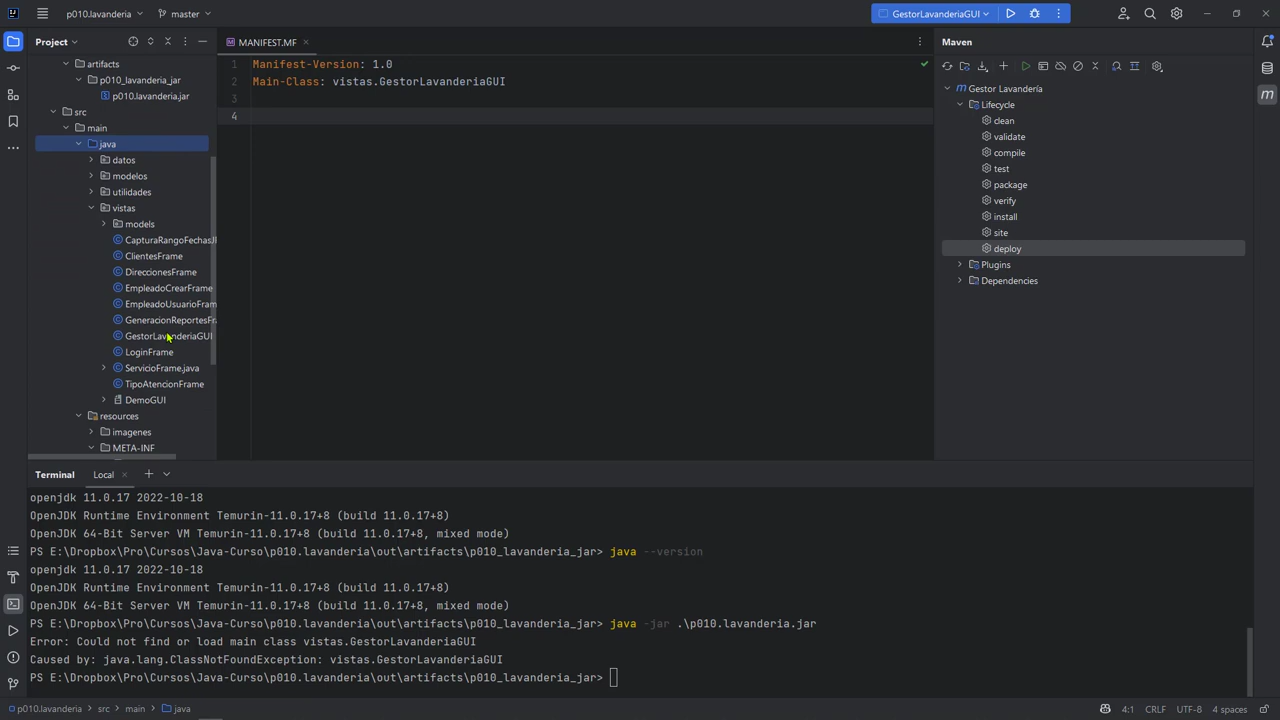 p010.lavanderia
master
GestorLavanderiaGUI
Project
artifacts
p010_lavanderia_jar
p010.lavanderia.jar
src
main
java
datos
modelos
utilidades
vistas
models
CapturaRangoFechasJ
ClientesFrame
DireccionesFrame
EmpleadoCrearFrame
EmpleadoUsuarioFram
GeneracionReportesFr
GestorLavanderiaGUI
LoginFrame
ServicioFrame.java
TipoAtencionFrame
DemoGUI
resources
imagenes
META-INF
MANIFEST.MF
1 Manifest-Version: 1.0
2 Main-Class: vistas.GestorLavanderiaGUI
3
4
Maven
Gestor Lavandería
Lifecycle
clean
validate
compile
test
package
verify
install
site
deploy
Plugins
Dependencies
Terminal
Local
openjdk 11.0.17 2022-10-18
OpenJDK Runtime Environment Temurin-11.0.17+8 (build 11.0.17+8)
OpenJDK 64-Bit Server VM Temurin-11.0.17+8 (build 11.0.17+8, mixed mode)
PS E:\Dropbox\Pro\Cursos\Java-Curso\p010.lavanderia\out\artifacts\p010_lavanderia_jar> java --version
openjdk 11.0.17 2022-10-18
OpenJDK Runtime Environment Temurin-11.0.17+8 (build 11.0.17+8)
OpenJDK 64-Bit Server VM Temurin-11.0.17+8 (build 11.0.17+8, mixed mode)
PS E:\Dropbox\Pro\Cursos\Java-Curso\p010.lavanderia\out\artifacts\p010_lavanderia_jar> java -jar .\p010.lavanderia.jar
Error: Could not find or load main class vistas.GestorLavanderiaGUI
Caused by: java.lang.ClassNotFoundException: vistas.GestorLavanderiaGUI
PS E:\Dropbox\Pro\Cursos\Java-Curso\p010.lavanderia\out\artifacts\p010_lavanderia_jar>
p010.lavanderia > src > main > java
4:1 CRLF UTF-8 4 spaces